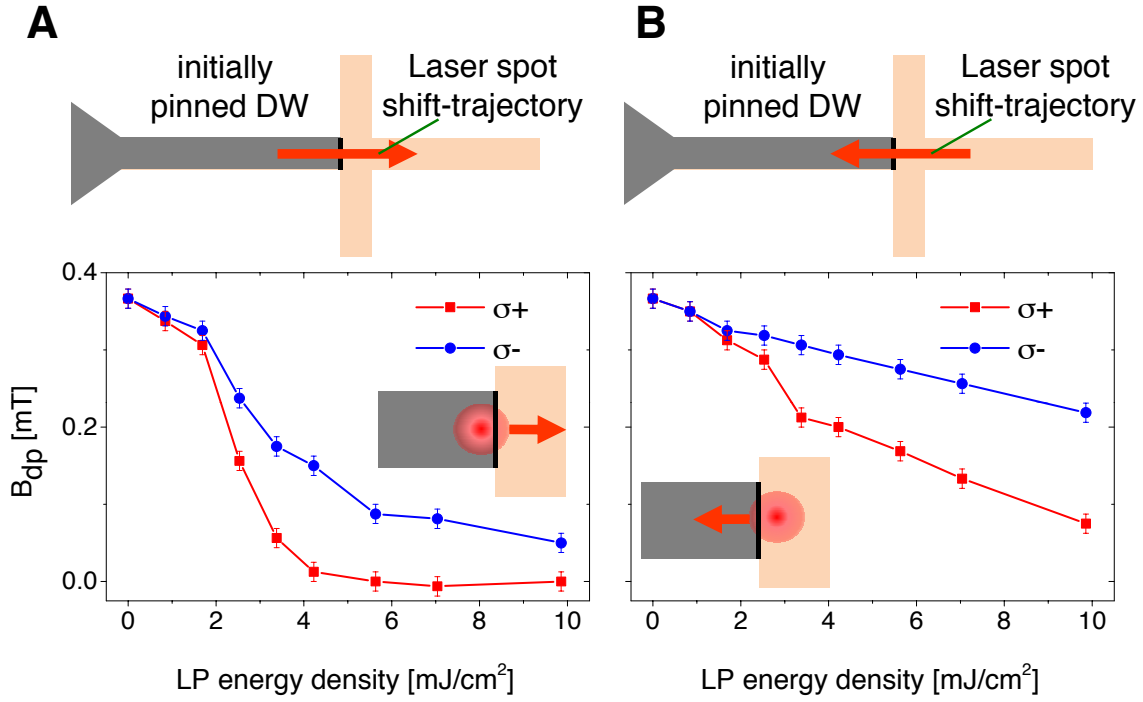 A
initially
pinned DW
Laser spot
shift-trajectory
B
initially
pinned DW
Laser spot
shift-trajectory
0.4
0.2
0.0
B_dp [mT]
σ+
σ-
0 2 4 6 8 10
LP energy density [mJ/cm²]
σ+
σ-
0 2 4 6 8 10
LP energy density [mJ/cm²]